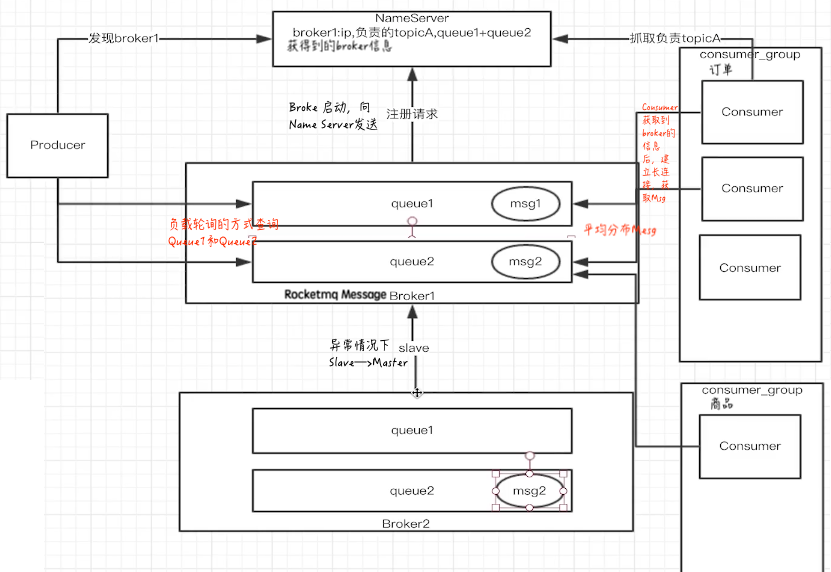 NameServer
broker1:ip,负责的topicA,queue1+queue2
获得到的broker信息
发现broker1
抓取负责topicA
consumer_group
订单
Consumer
Broke 启动，向
Name Server发送
注册请求
Consumer
获取到
broker的
信息
后，建
立长连
接，获
取Msg
Producer
Consumer
queue1
msg1
负载轮询的方式查询
Queue1和Queue2
平均分布Mesg
queue2
msg2
Consumer
Rocketmq Message Broker1
异常情况下
Slave—>Master
slave
consumer_group
商品
queue1
Consumer
queue2
msg2
Broker2